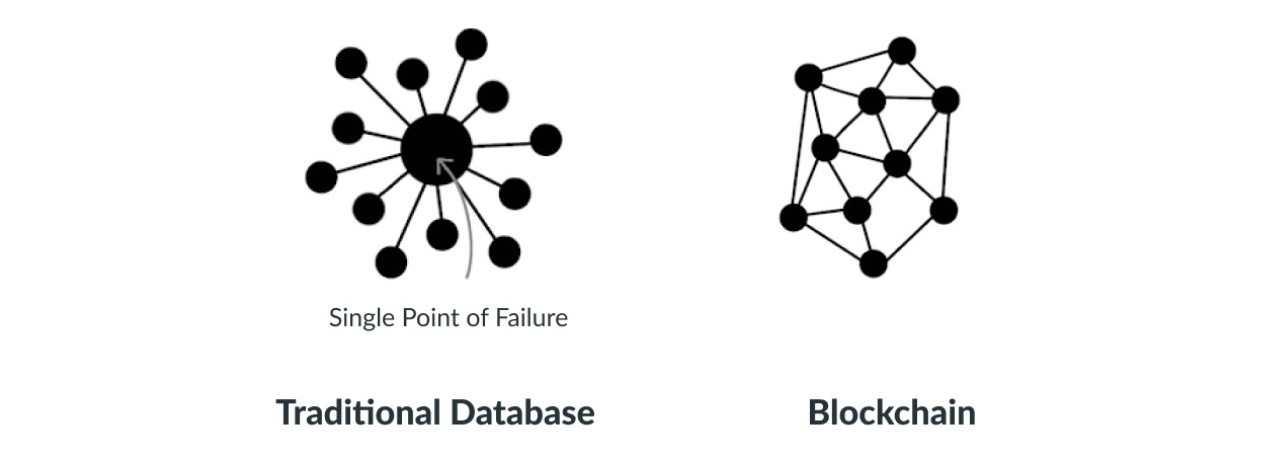 Single Point of Failure
Traditional Database
Blockchain